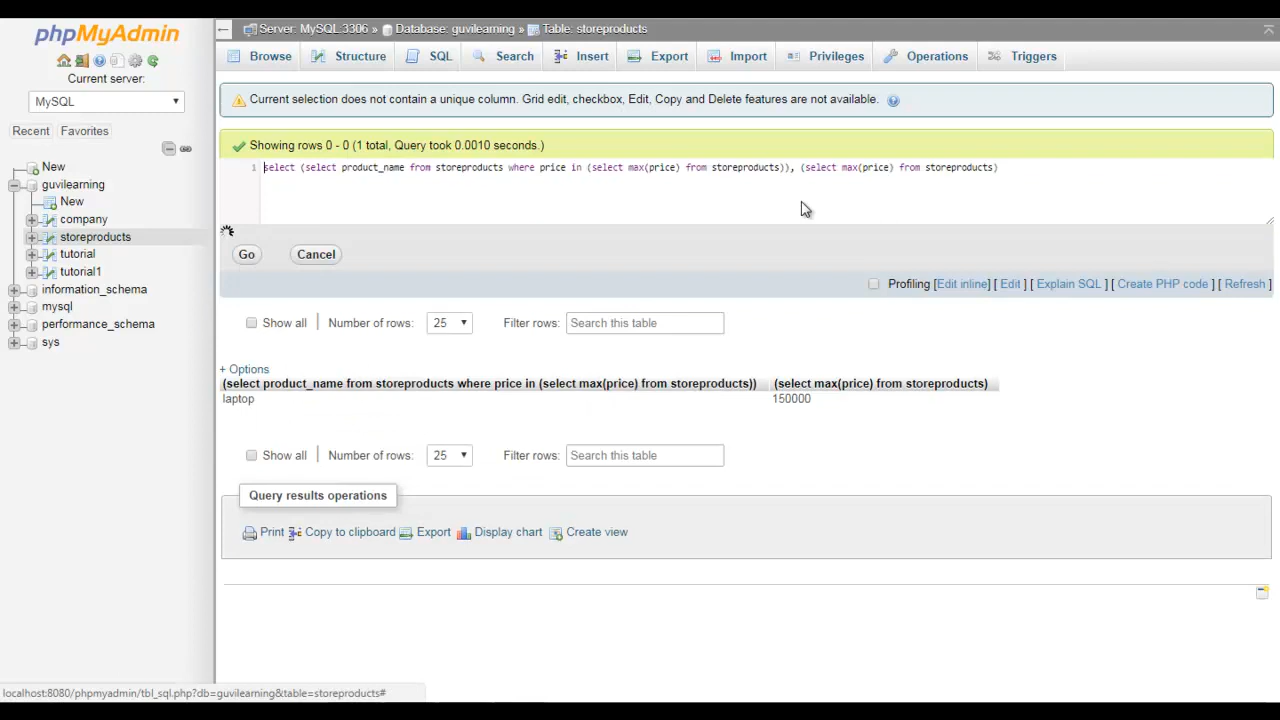 phpMyAdmin
Current server:
MySQL
Recent Favorites
New
guvilearning
New
company
storeproducts
tutorial
tutorial1
information_schema
mysql
performance_schema
sys
Server: MySQL:3306 » Database: guvilearning » Table: storeproducts
Browse Structure SQL Search Insert Export Import Privileges Operations Triggers
Current selection does not contain a unique column. Grid edit, checkbox, Edit, Copy and Delete features are not available.
Showing rows 0 - 0 (1 total, Query took 0.0010 seconds.)
1 select (select product_name from storeproducts where price in (select max(price) from storeproducts)), (select max(price) from storeproducts)
Go Cancel
Profiling [Edit inline] [ Edit ] [ Explain SQL ] [ Create PHP code ] [ Refresh ]
Show all Number of rows: 25 Filter rows: Search this table
+ Options
(select product_name from storeproducts where price in (select max(price) from storeproducts)) (select max(price) from storeproducts)
laptop 150000
Show all Number of rows: 25 Filter rows: Search this table
Query results operations
Print Copy to clipboard Export Display chart Create view
localhost:8080/phpmyadmin/tbl_sql.php?db=guvilearning&table=storeproducts#